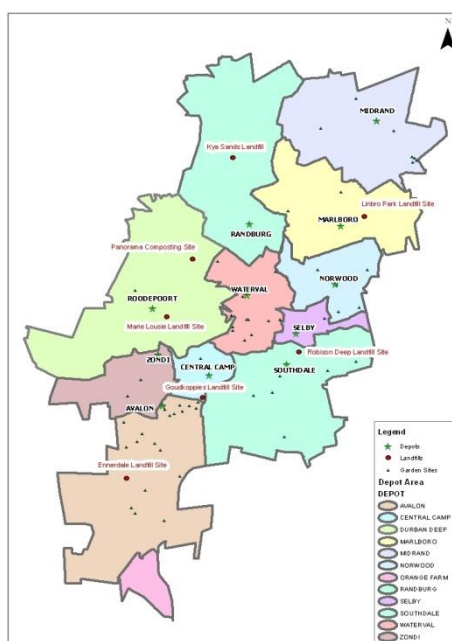 N
MIDRAND
Kya Sands Landfill
Linbro Park Landfill Site
MARLBORO
RANDBURG
Panorama Composting Site
NORWOOD
WATERVAL
ROODEPOORT
Marie Lousie Landfill Site
SELBY
Robison Deep Landfill Site
ZONDI
CENTRAL CAMP
SOUTHDALE
Goudkoppies Landfill Site
AVALON
Ennerdale Landfill Site
Legend
Depots
Landfills
Garden Sites
Depot Area
DEPOT
AVALON
CENTRAL CAMP
DURBAN DEEP
MARLBORO
MIDRAND
NORWOOD
ORANGE FARM
RANDBURG
SELBY
SOUTHDALE
WATERVAL
ZONDI